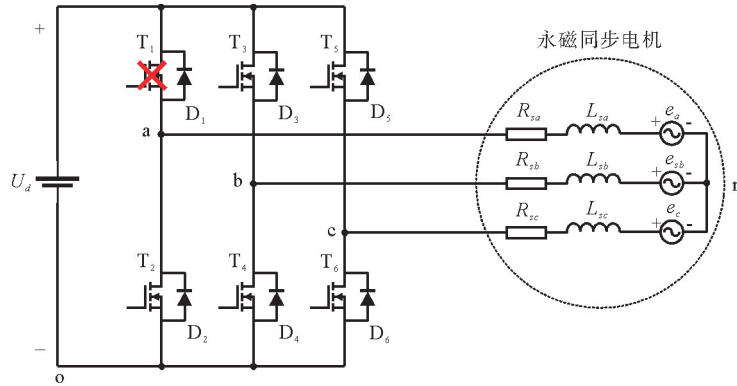 +
T1
T3
T5
永磁同步电机
D1
D3
D5
Rsa
Lsa
+
ea
-
a
Ud
b
Rsb
Lsb
+
esb
-
c
Rsc
Lsc
+
ec
-
T2
T4
T6
D2
D4
D6
−
o